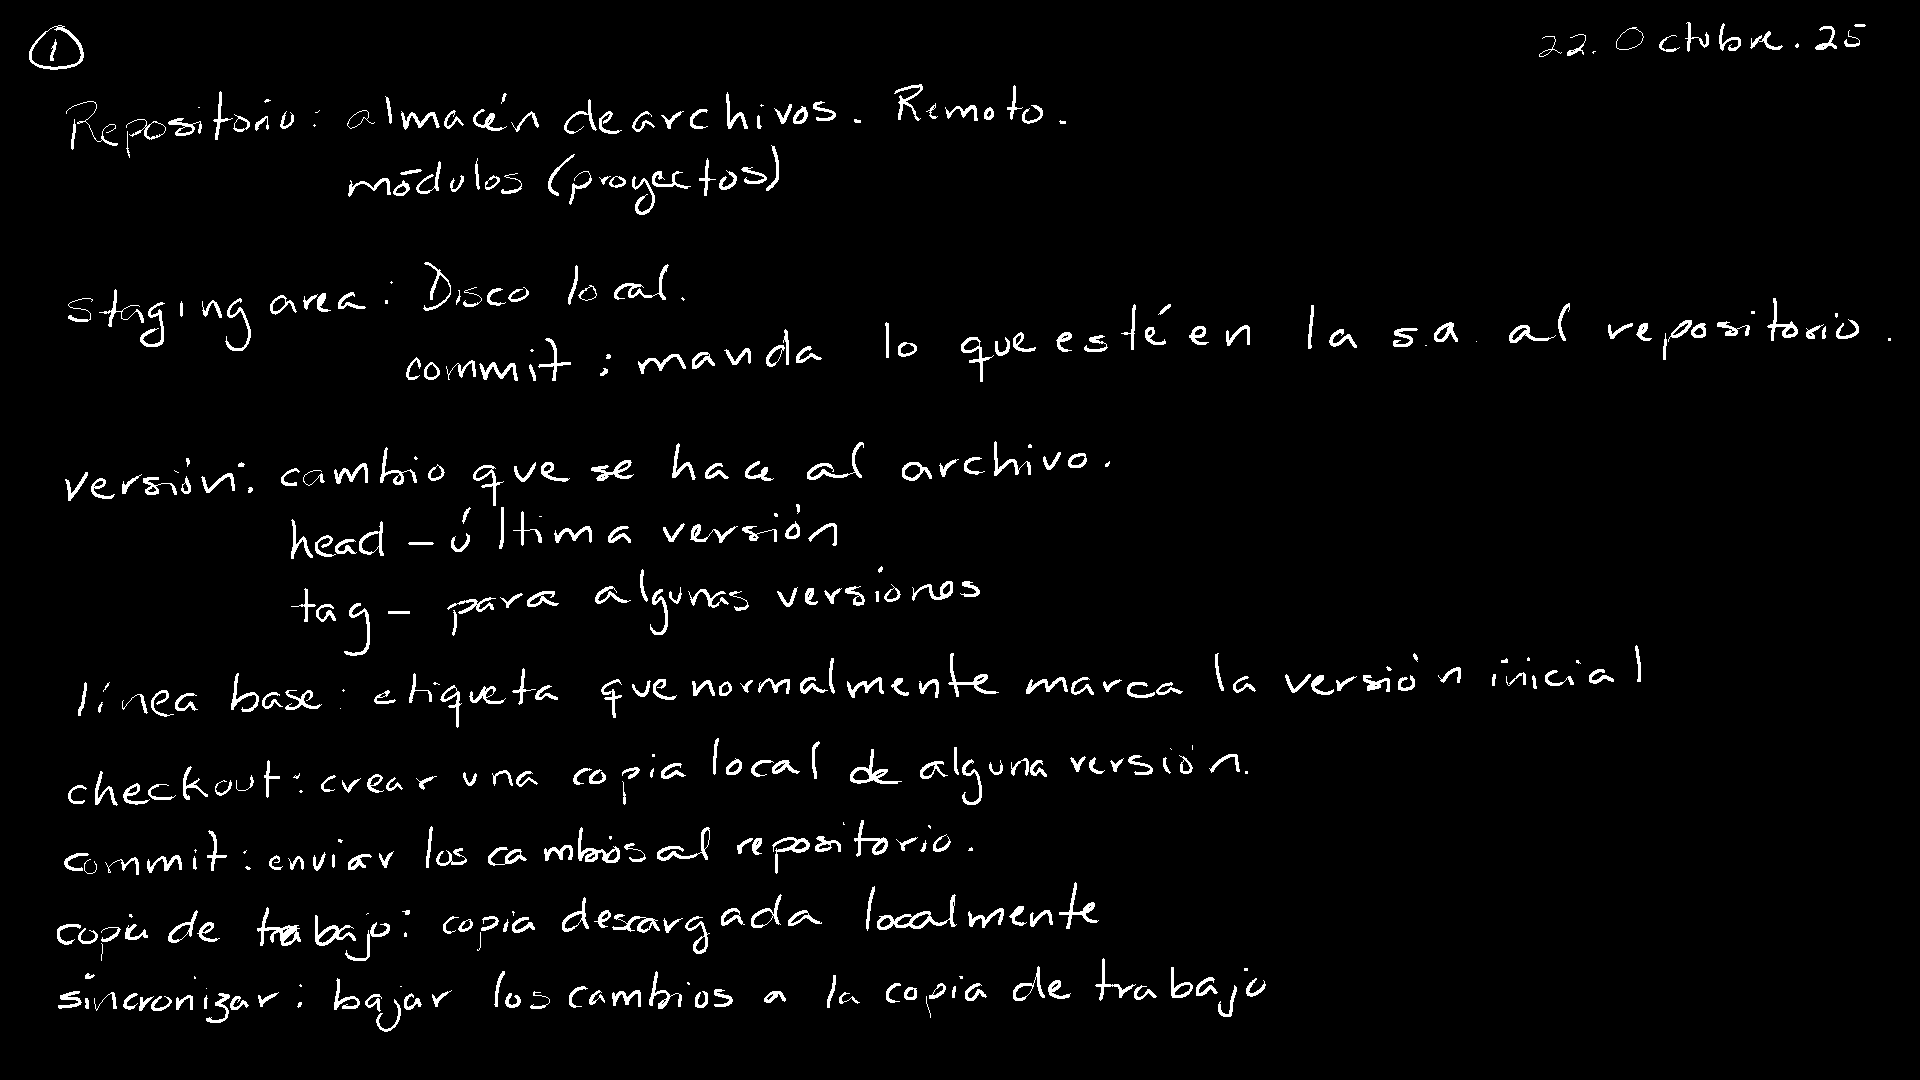 1
22. Octubre. 25
Repositorio: almacén de archivos. Remoto.
módulos (proyectos)
staging area: Disco local.
commit: manda lo que esté en la s.a. al repositorio.
versión: cambio que se hace al archivo.
head - última versión
tag - para algunas versiones
línea base: etiqueta que normalmente marca la versión inicial
checkout: crear una copia local de alguna versión.
commit: enviar los cambios al repositorio.
copia de trabajo: copia descargada localmente
sincronizar: bajar los cambios a la copia de trabajo